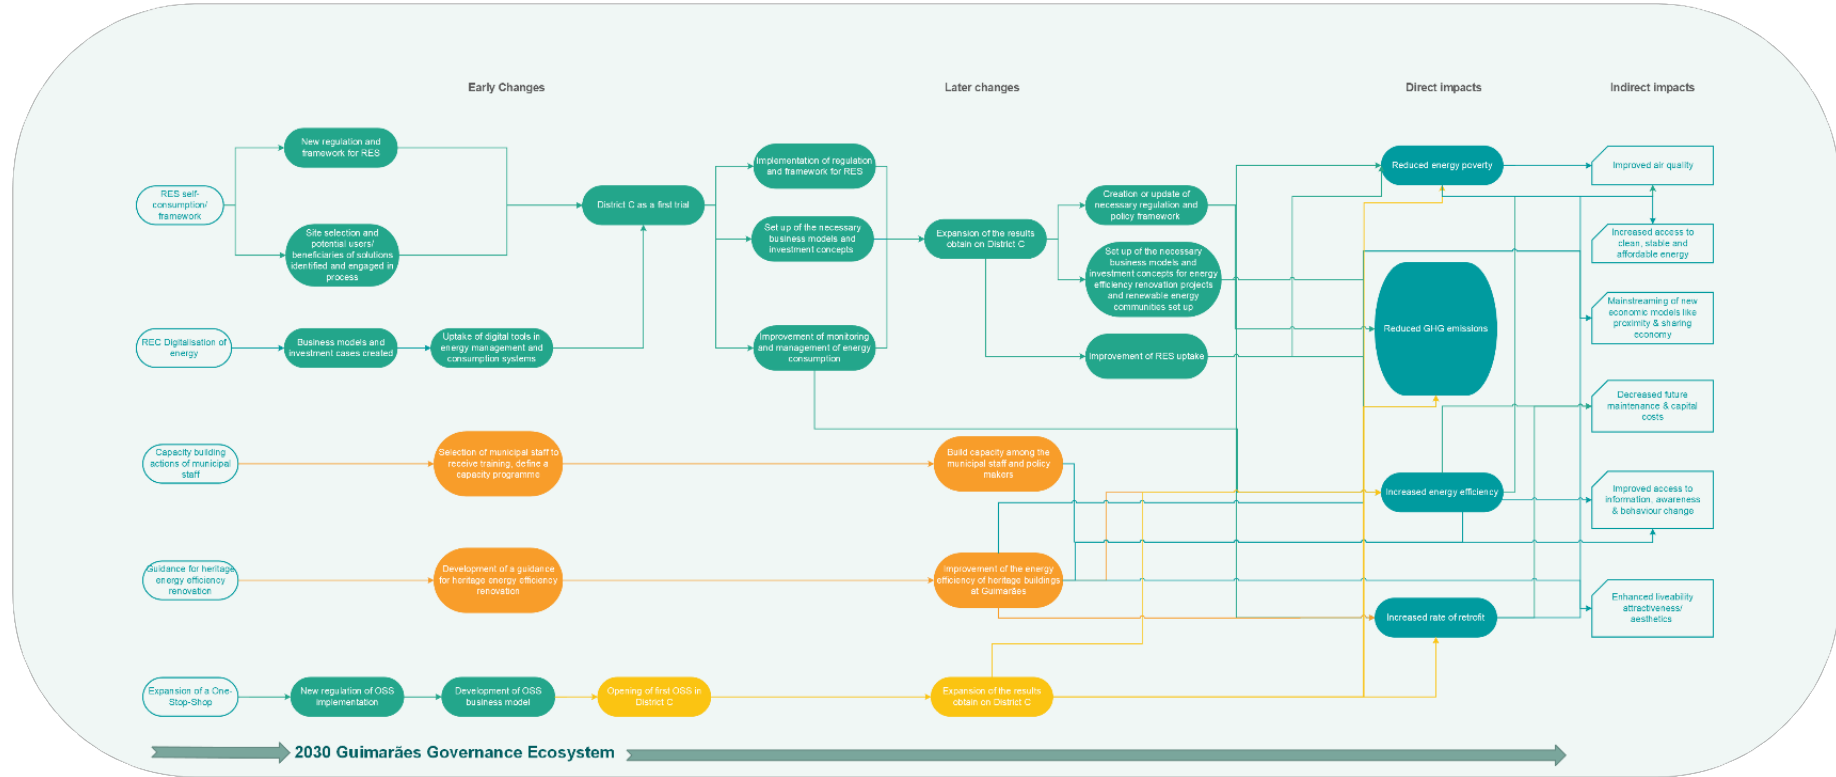 Early Changes
Later changes
Direct impacts
Indirect impacts
RES self-
consumption/
framework
New regulation and
framework for RES
Site selection and
potential users/
beneficiaries of solutions
identified and engaged in
process
District C as a first trial
Implementation of regulation
and framework for RES
Set up of the necessary
business models and
investment concepts
Improvement of monitoring
and management of energy
consumption
Expansion of the results
obtain on District C
Creation or update of
necessary regulation and
policy framework
Set up of the necessary
business models and
investment concepts for energy
efficiency renovation projects
and renewable energy
communities set up
Improvement of RES uptake
Reduced energy poverty
Reduced GHG emissions
Improved air quality
Increased access to
clean, stable and
affordable energy
Mainstreaming of new
economic models like
proximity & sharing
economy
REC Digitalisation of
energy
Business models and
investment cases created
Uptake of digital tools in
energy management and
consumption systems
Decreased future
maintenance & capital
costs
Capacity building
actions of municipal
staff
Selection of municipal staff to
receive training, define a
capacity programme
Build capacity among the
municipal staff and policy
makers
Increased energy efficiency
Improved access to
information, awareness
& behaviour change
Guidance for heritage
energy efficiency
renovation
Development of a guidance
for heritage energy efficiency
renovation
Improvement of the energy
efficiency of heritage buildings
at Guimarães
Increased rate of retrofit
Enhanced liveability
attractiveness/
aesthetics
Expansion of a One-
Stop-Shop
New regulation of OSS
implementation
Development of OSS
business model
Opening of first OSS in
District C
Expansion of the results
obtain on District C
2030 Guimarães Governance Ecosystem